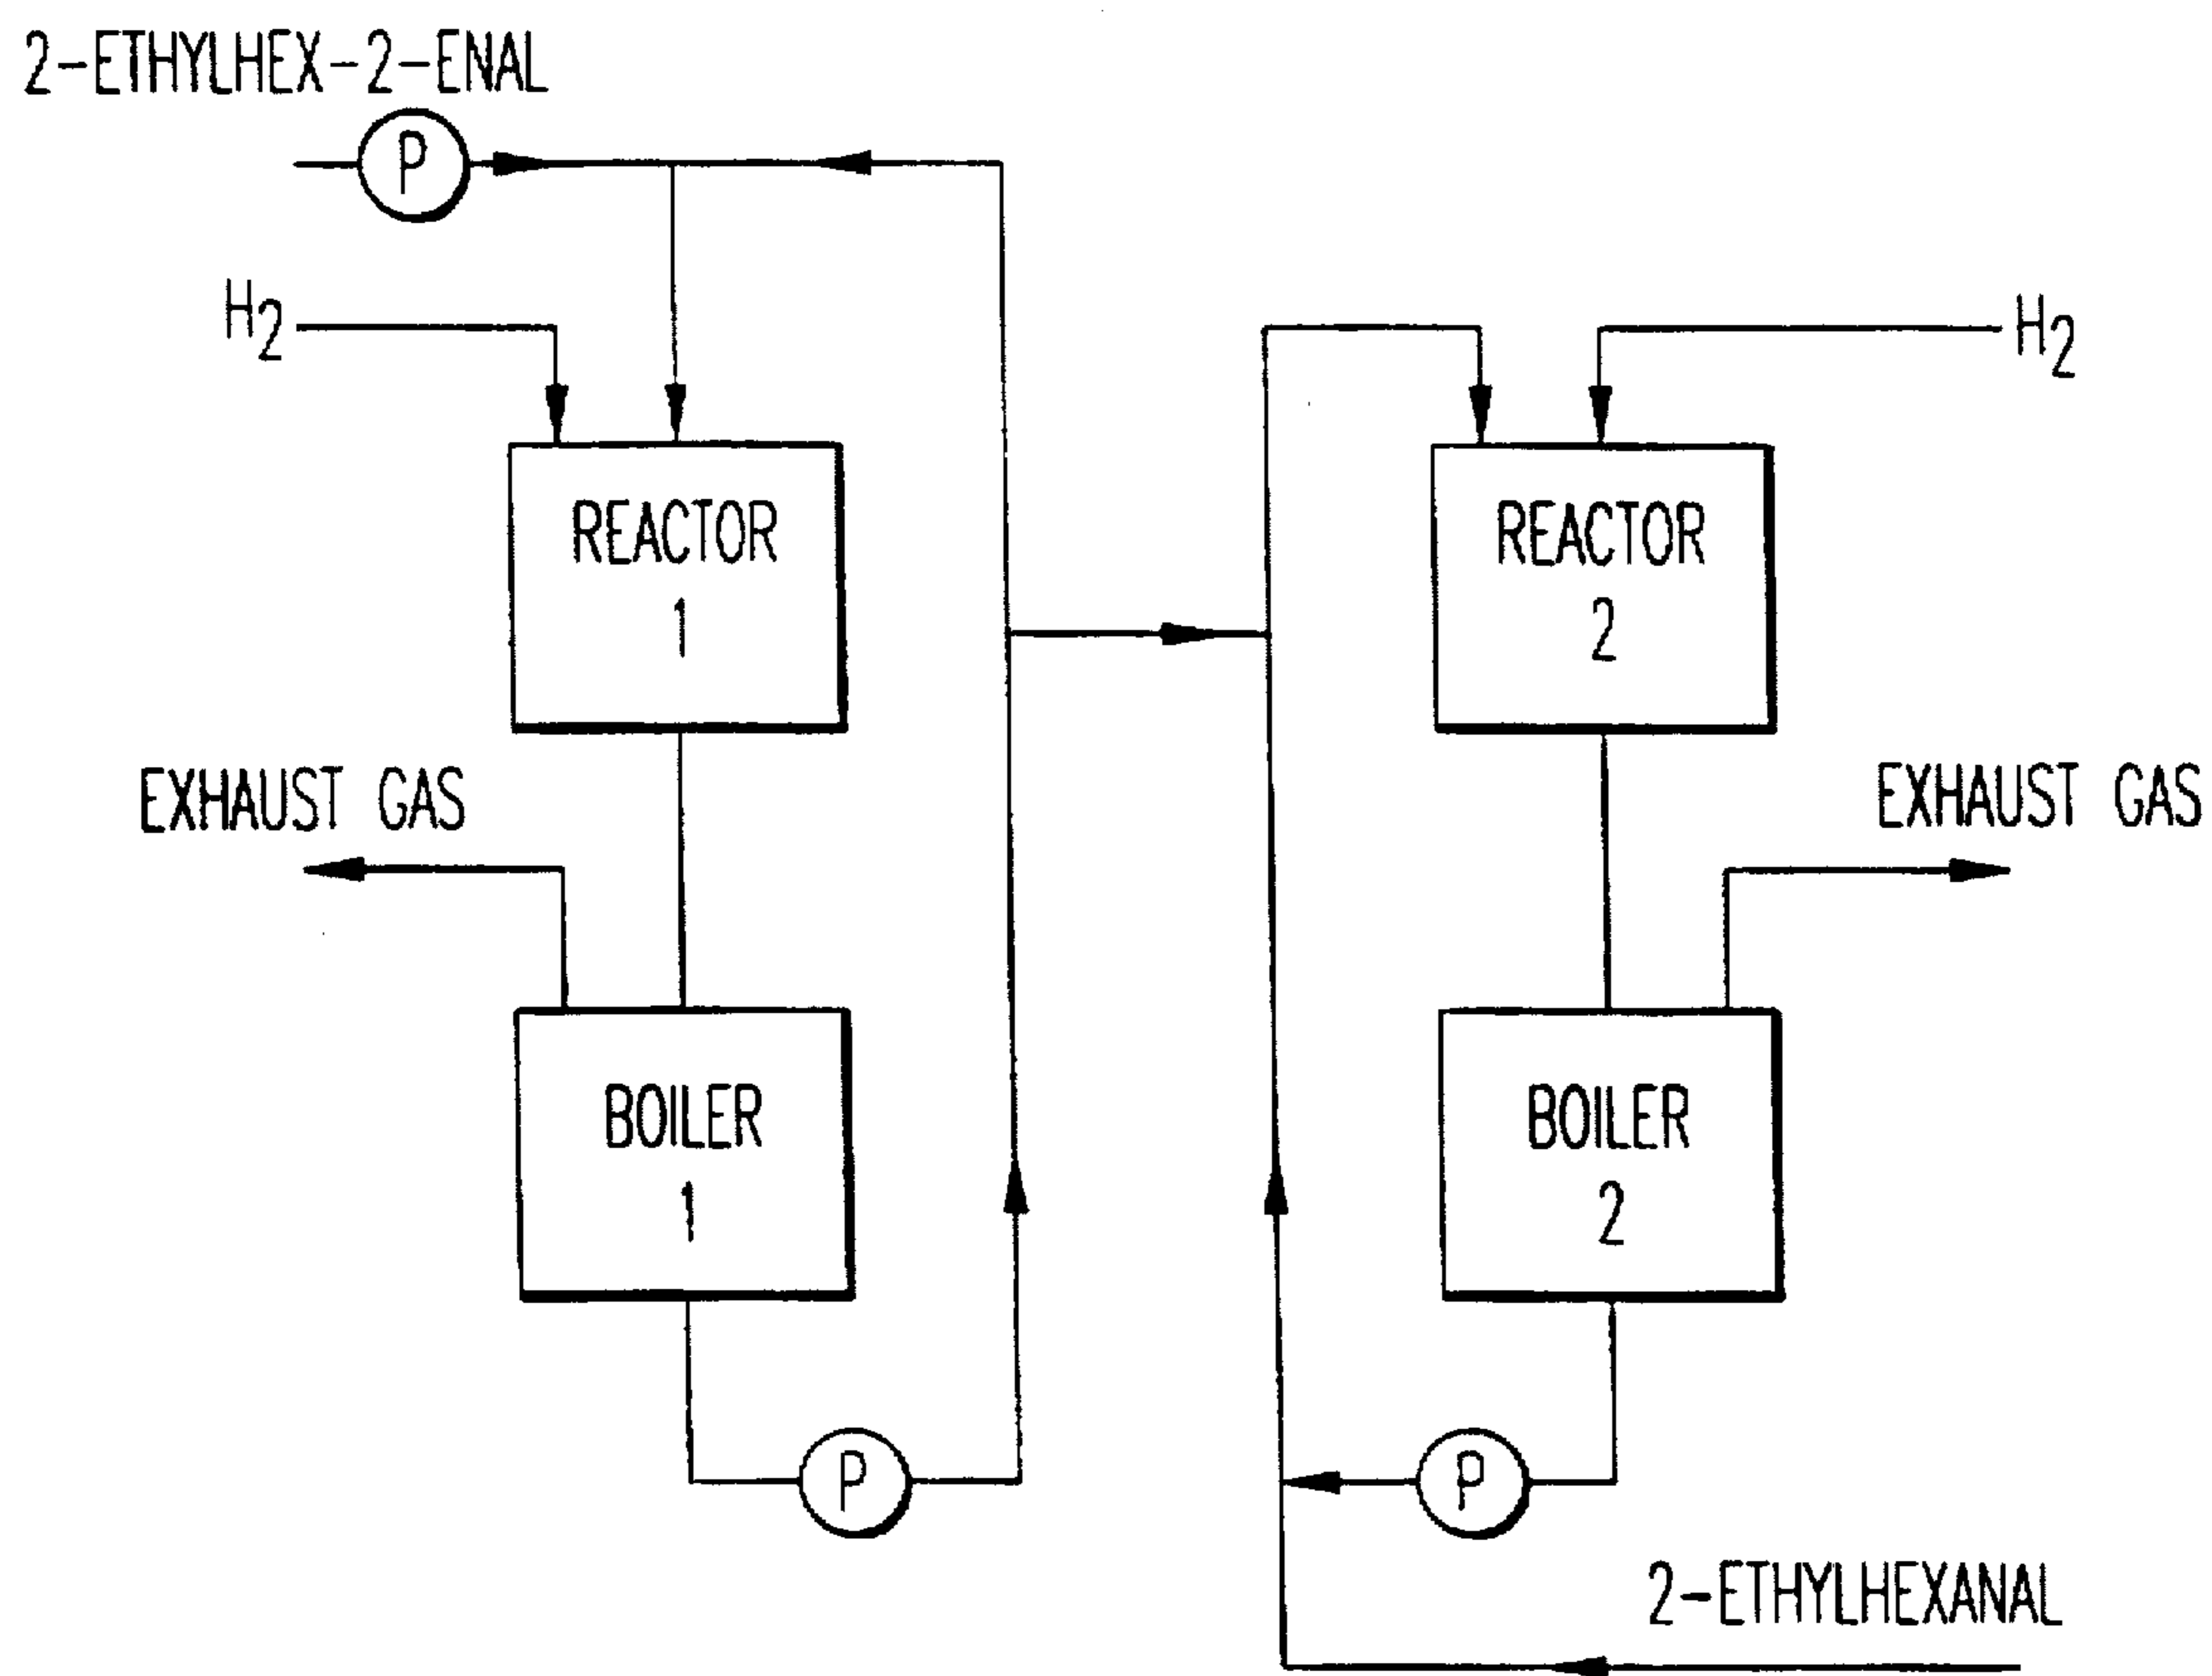 2-ETHYLHEX-2-ENAL
P
H2
H2
REACTOR
1
REACTOR
2
EXHAUST GAS
EXHAUST GAS
BOILER
1
BOILER
2
P
P
2-ETHYLHEXANAL